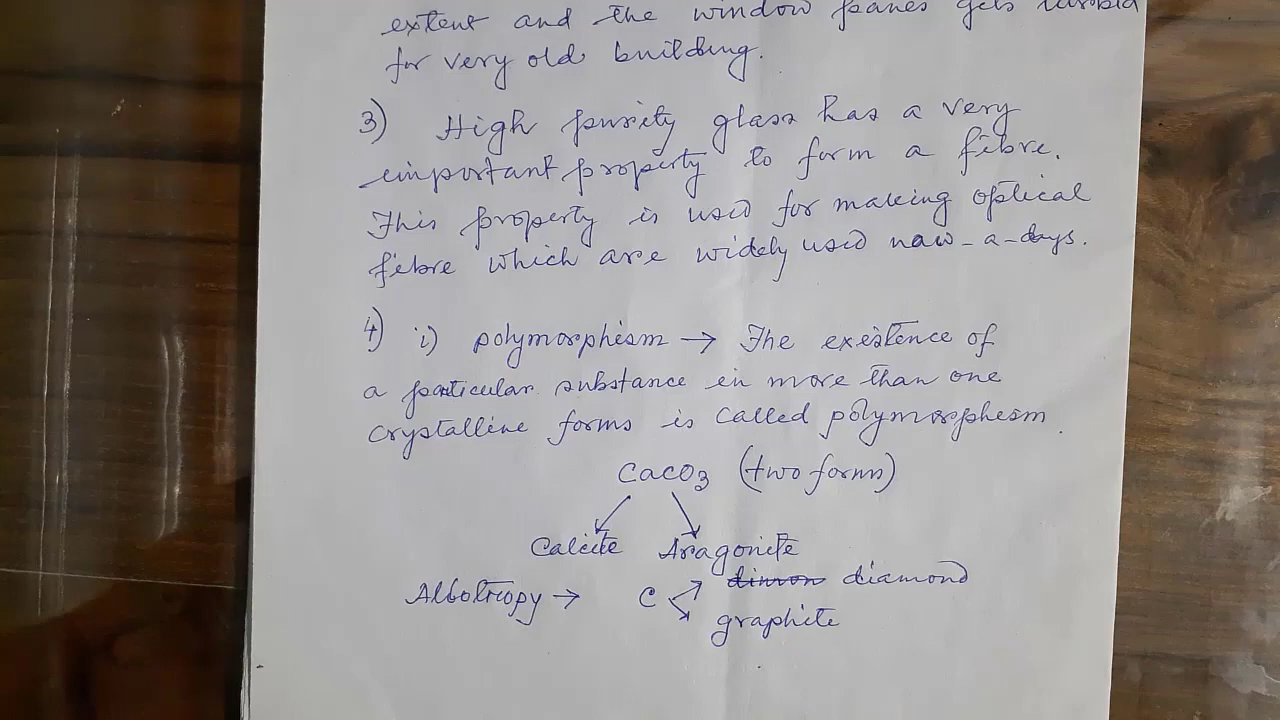 extent and the window panes gets turbid
for very old building.
3) High purity glass has a very
important property to form a fibre.
This property is used for making optical
fibre which are widely used now-a-days.
4) i) polymorphism → The existence of
a particular substance in more than one
crystalline forms is called polymorphism.
CaCO3 (two forms)
Calcite Aragonite
Allotropy → C diamond
graphite